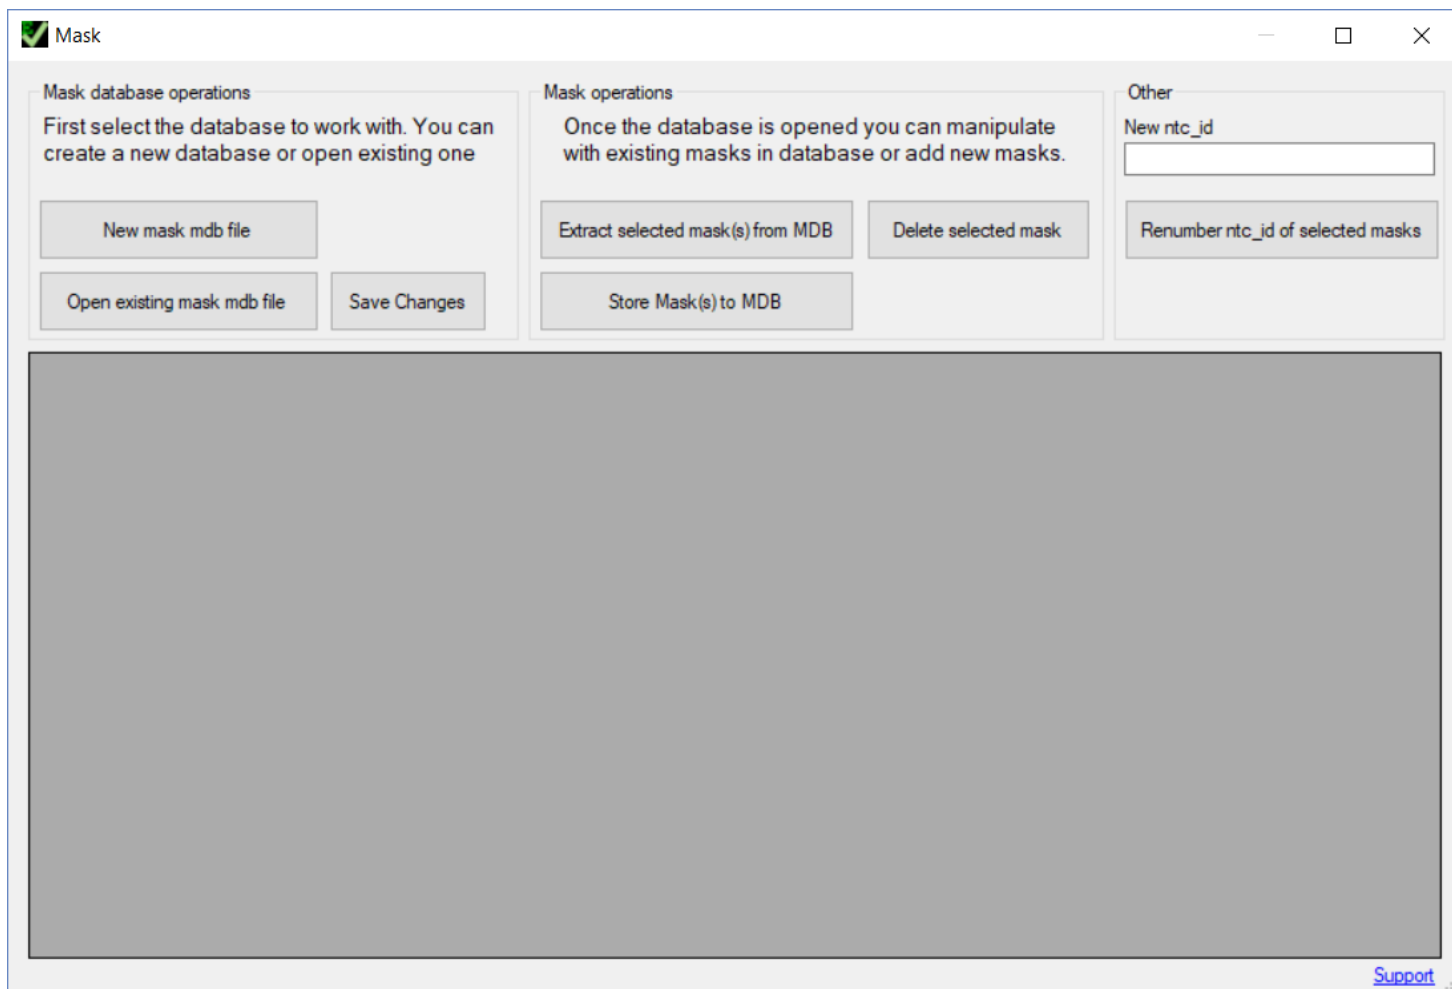 Mask
Mask database operations
First select the database to work with. You can
create a new database or open existing one
New mask mdb file
Open existing mask mdb file
Save Changes
Mask operations
Once the database is opened you can manipulate
with existing masks in database or add new masks.
Extract selected mask(s) from MDB
Delete selected mask
Store Mask(s) to MDB
Other
New ntc_id
Renumber ntc_id of selected masks
Support